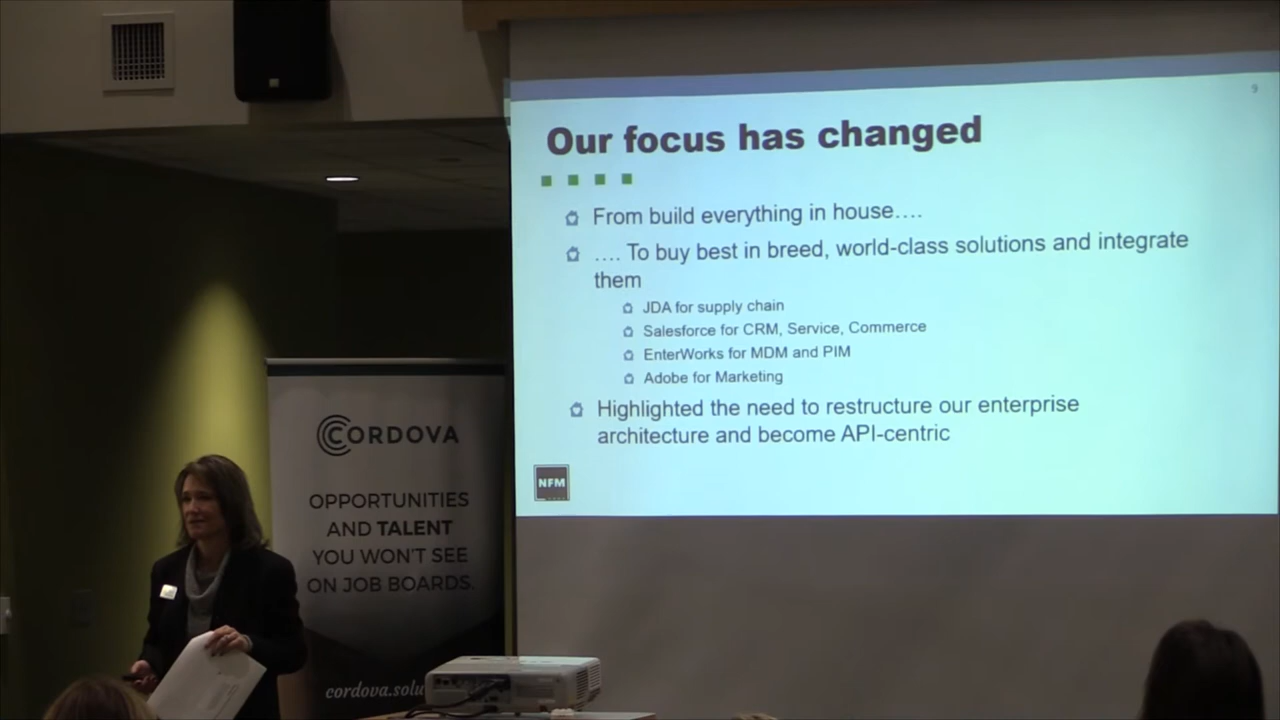 9
Our focus has changed
From build everything in house….
…. To buy best in breed, world-class solutions and integrate
them
JDA for supply chain
Salesforce for CRM, Service, Commerce
EnterWorks for MDM and PIM
Adobe for Marketing
Highlighted the need to restructure our enterprise
architecture and become API-centric
NFM
CORDOVA
OPPORTUNITIES
AND TALENT
YOU WON'T SEE
ON JOB BOARDS.
cordova.solu